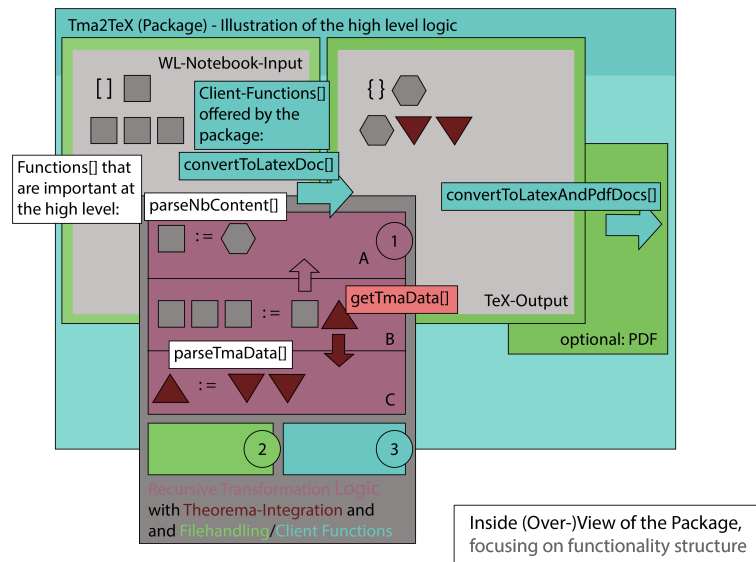 Tma2TeX (Package) - Illustration of the high level logic
WL-Notebook-Input
[ ]
{ }
Client-Functions[]
offered by the
package:
convertToLatexDoc[]
Functions[] that
are important at
the high level:
parseNbContent[]
convertToLatexAndPdfDocs[]
:=
1
A
getTmaData[]
TeX-Output
:=
B
optional: PDF
parseTmaData[]
:=
C
2
3
Recursive Transformation Logic
with Theorema-Integration and
and Filehandling/Client Functions
Inside (Over-)View of the Package,
focusing on functionality structure